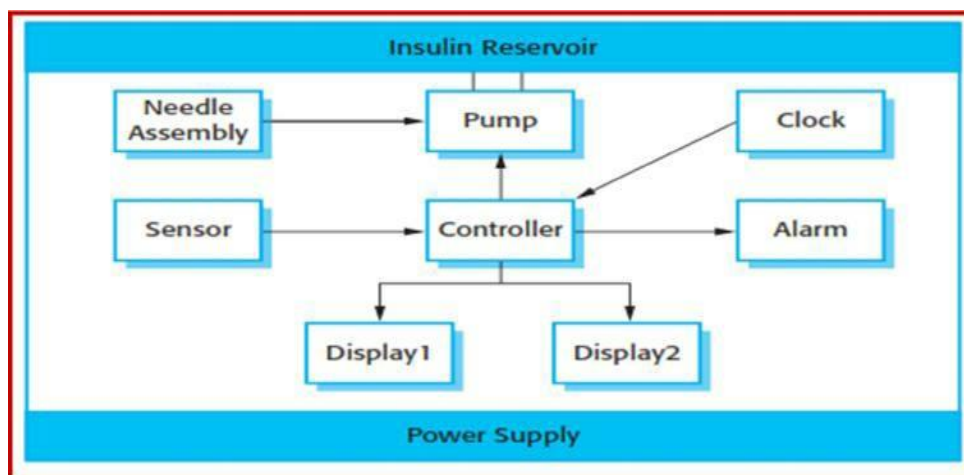 Insulin Reservoir
Needle
Assembly
Pump
Clock
Sensor
Controller
Alarm
Display1
Display2
Power Supply